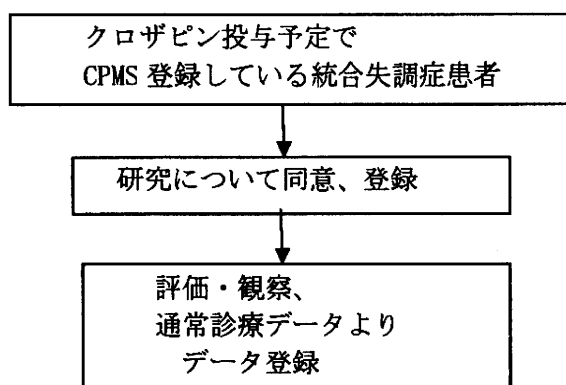 クロザピン投与予定で
CPMS 登録している統合失調症患者
研究について同意、登録
評価・観察、
通常診療データより
データ登録